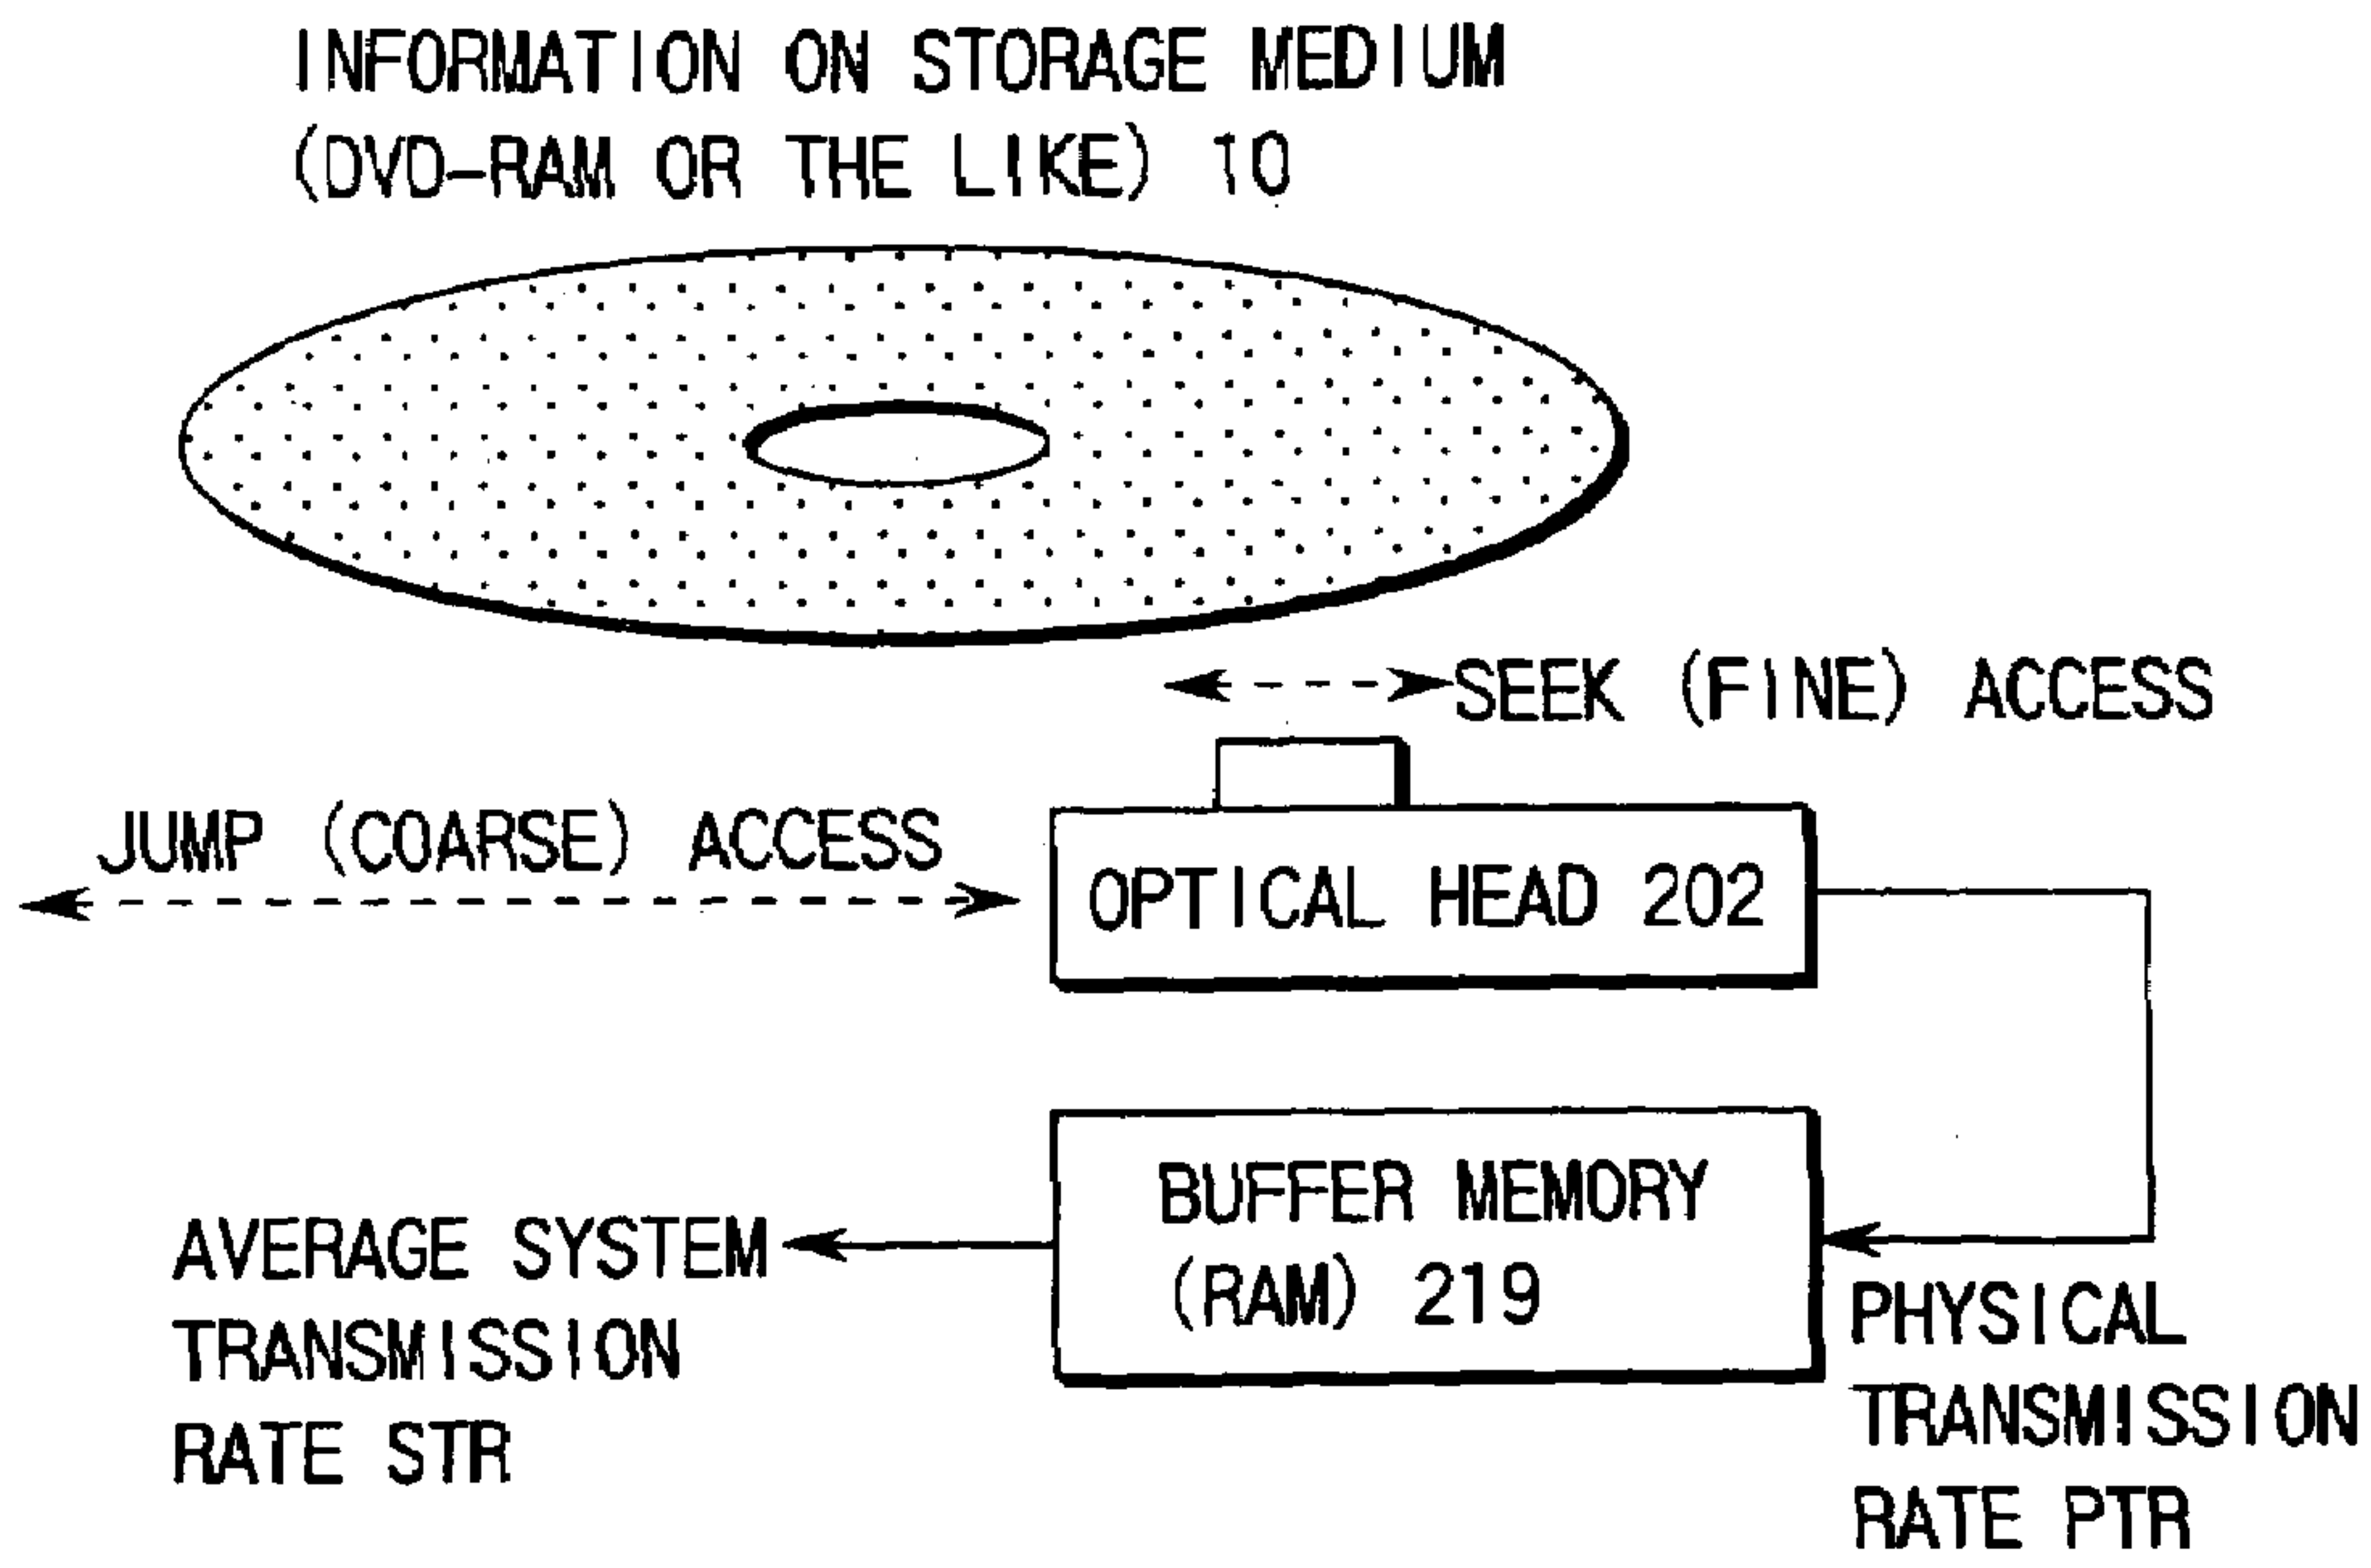 INFORMATION ON STORAGE MEDIUM
(DVD-RAM OR THE LIKE) 10
SEEK (FINE) ACCESS
JUMP (COARSE) ACCESS
OPTICAL HEAD 202
BUFFER MEMORY
(RAM) 219
AVERAGE SYSTEM
TRANSMISSION
RATE STR
PHYSICAL
TRANSMISSION
RATE PTR